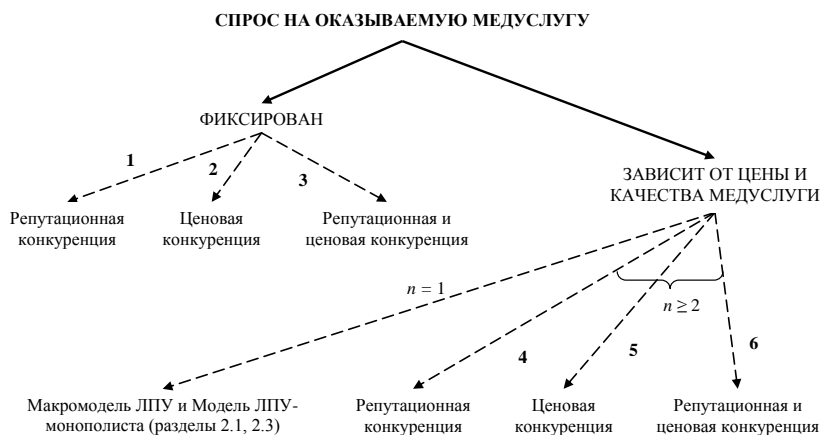 СПРОС НА ОКАЗЫВАЕМУЮ МЕДУСЛУГУ
ФИКСИРОВАН
1
2
3
ЗАВИСИТ ОТ ЦЕНЫ И
КАЧЕСТВА МЕДУСЛУГИ
Репутационная
конкуренция
Ценовая
конкуренция
Репутационная и
ценовая конкуренция
n = 1
n ≥ 2
4
5
6
Макромодель ЛПУ и Модель ЛПУ-
монополиста (разделы 2.1, 2.3)
Репутационная
конкуренция
Ценовая
конкуренция
Репутационная и
ценовая конкуренция